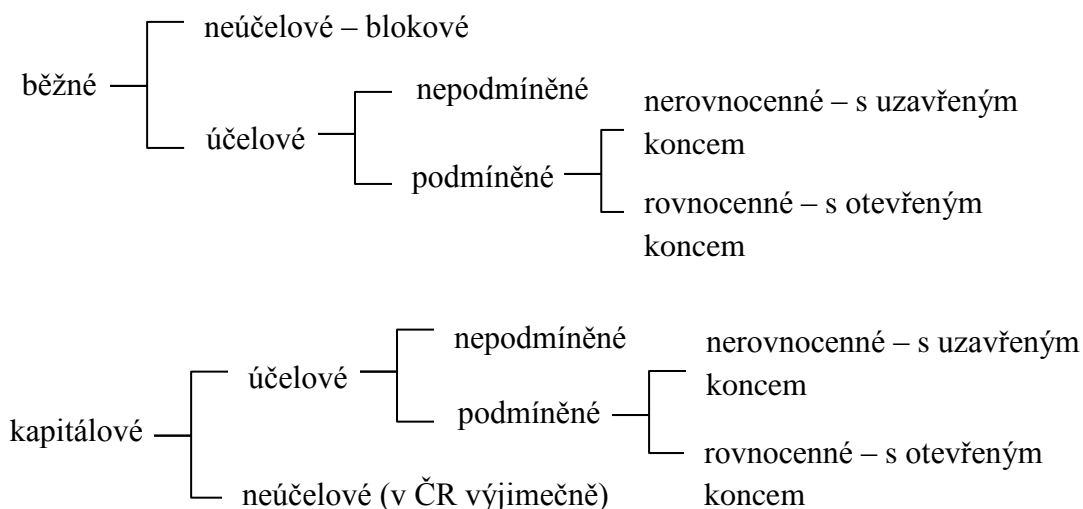 neúčelové – blokové
běžné
nepodmíněné
nerovnocenné – s uzavřeným
koncem
účelové
podmíněné
rovnocenné – s otevřeným
koncem
nepodmíněné
nerovnocenné – s uzavřeným
koncem
účelové
podmíněné
kapitálové
rovnocenné – s otevřeným
koncem
neúčelové (v ČR výjimečně)